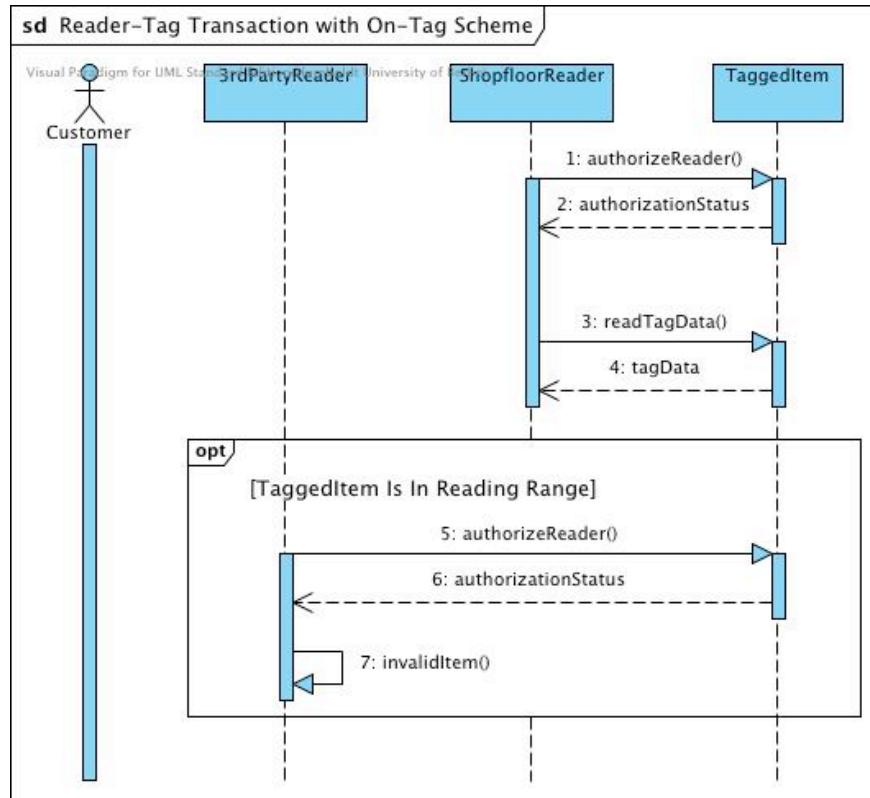 sd Reader-Tag Transaction with On-Tag Scheme
Visual Paradigm for UML University of
3rdPartyReader
ShopfloorReader
TaggedItem
Customer
1: authorizeReader()
2: authorizationStatus
3: readTagData()
4: tagData
opt
[TaggedItem Is In Reading Range]
5: authorizeReader()
6: authorizationStatus
7: invalidItem()